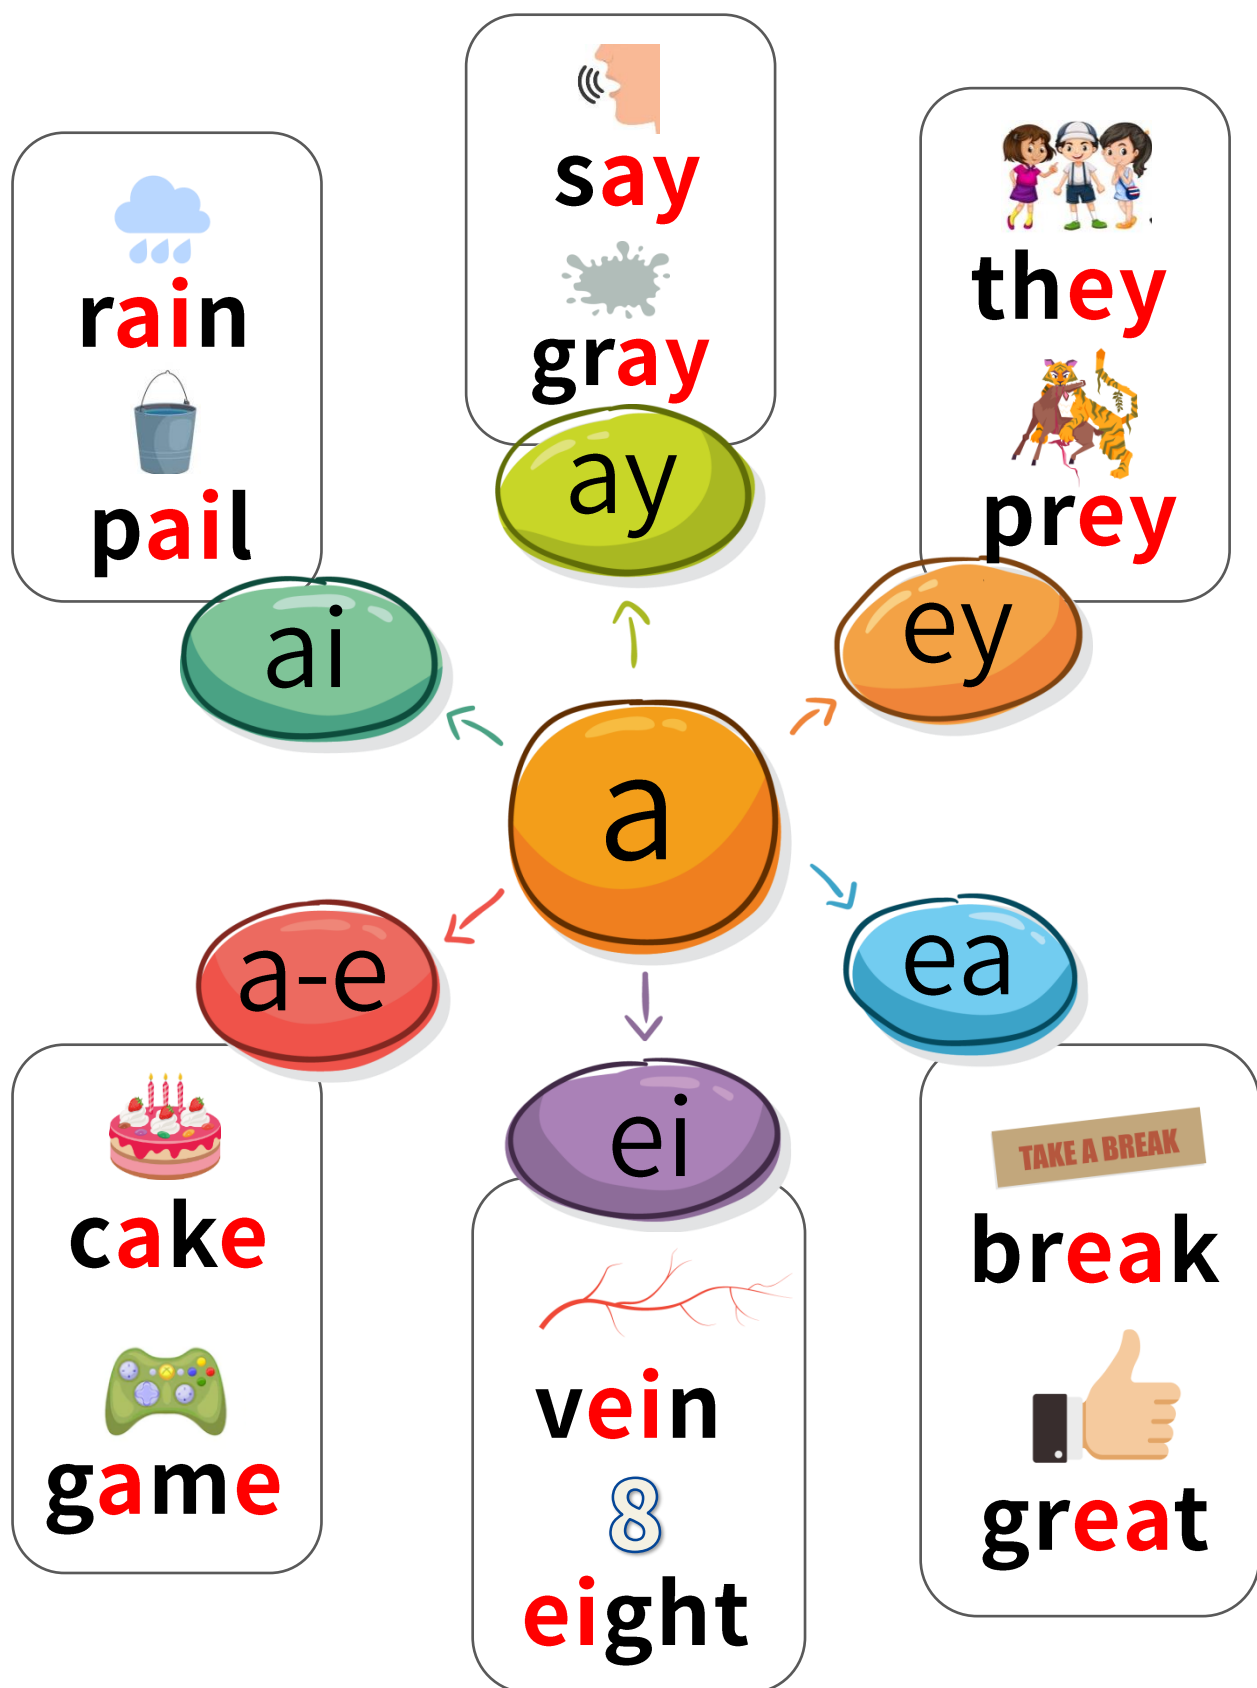 say
gray
ay
rain
pail
ai
they
prey
ey
a
a-e
cake
game
ei
vein
8
eight
ea
TAKE A BREAK
break
great